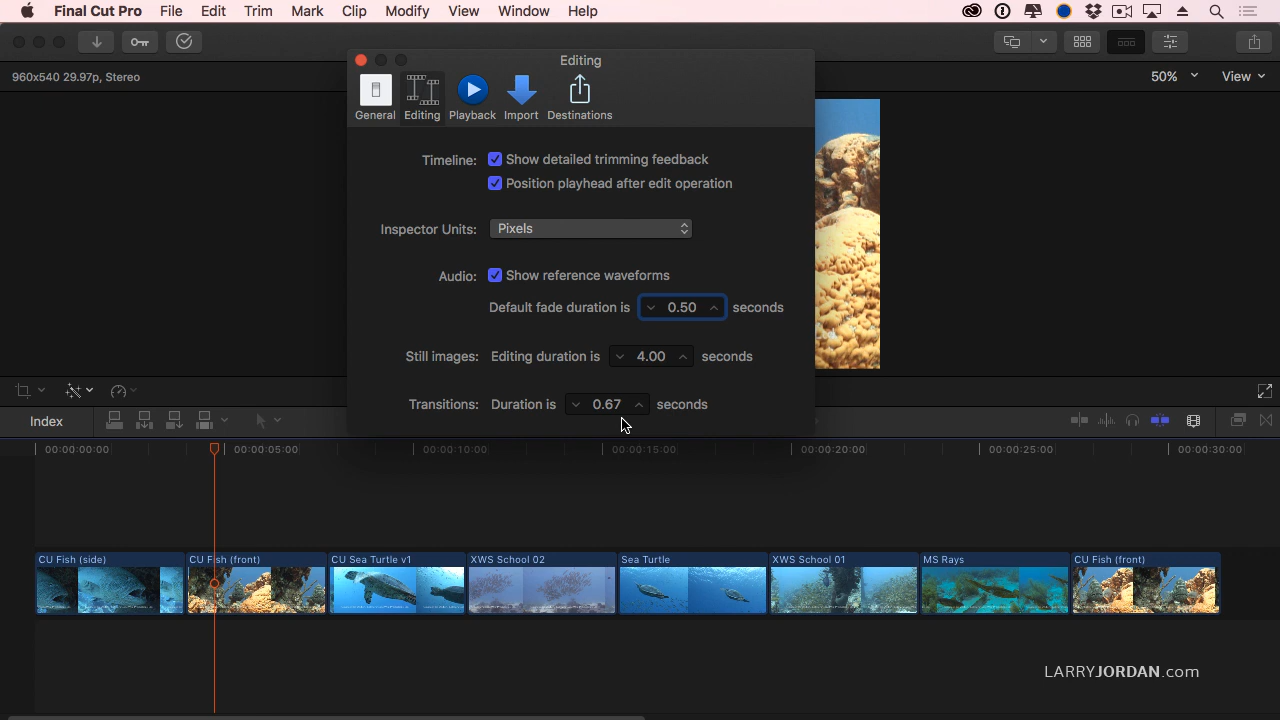 Final Cut Pro File Edit Trim Mark Clip Modify View Window Help
Editing
960x540 29.97p, Stereo
50% View
General Editing Playback Import Destinations
Timeline: Show detailed trimming feedback
Position playhead after edit operation
Inspector Units: Pixels
Audio: Show reference waveforms
Default fade duration is 0.50 seconds
Still images: Editing duration is 4.00 seconds
Transitions: Duration is 0.67 seconds
Index
00:00:00:00 00:00:05:00 00:00:10:00 00:00:15:00 00:00:20:00 00:00:25:00 00:00:30:00
CU Fish (side) CU Fish (front) CU Sea Turtle v1 XWS School 02 Sea Turtle XWS School 01 MS Rays CU Fish (front)
LARRYJORDAN.com